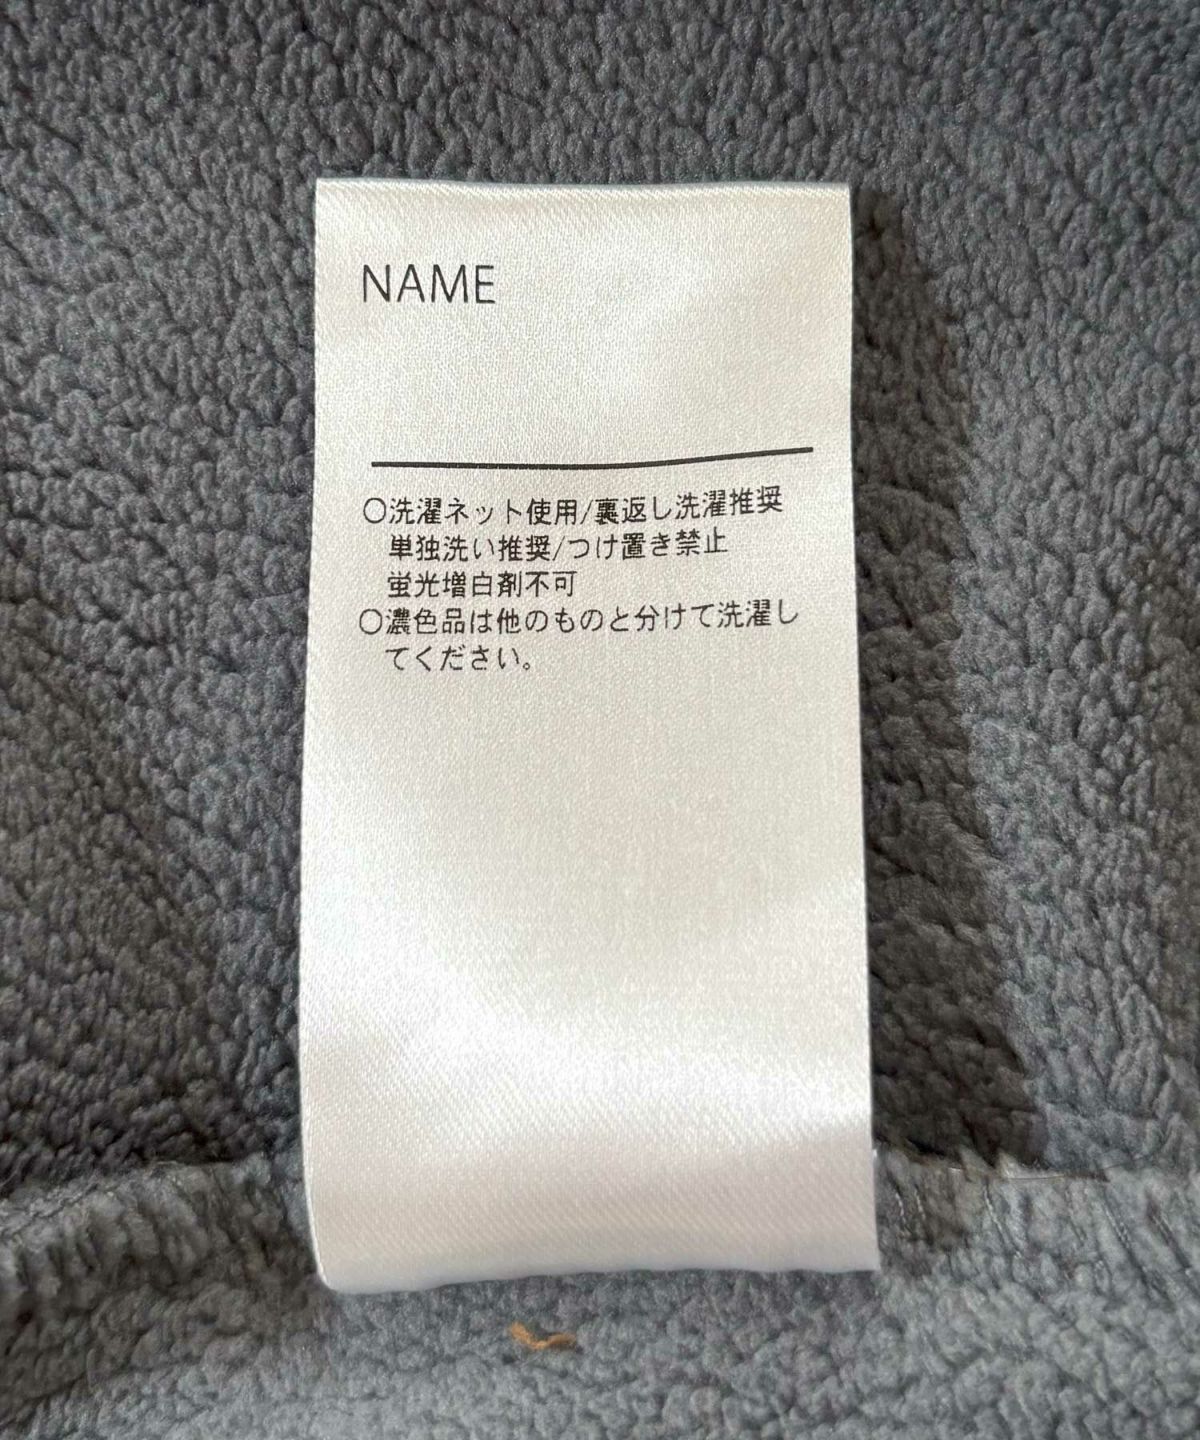 NAME
○洗濯ネット使用/裏返し洗濯推奨
単独洗い推奨/つけ置き禁止
蛍光増白剤不可
○濃色品は他のものと分けて洗濯し
てください。